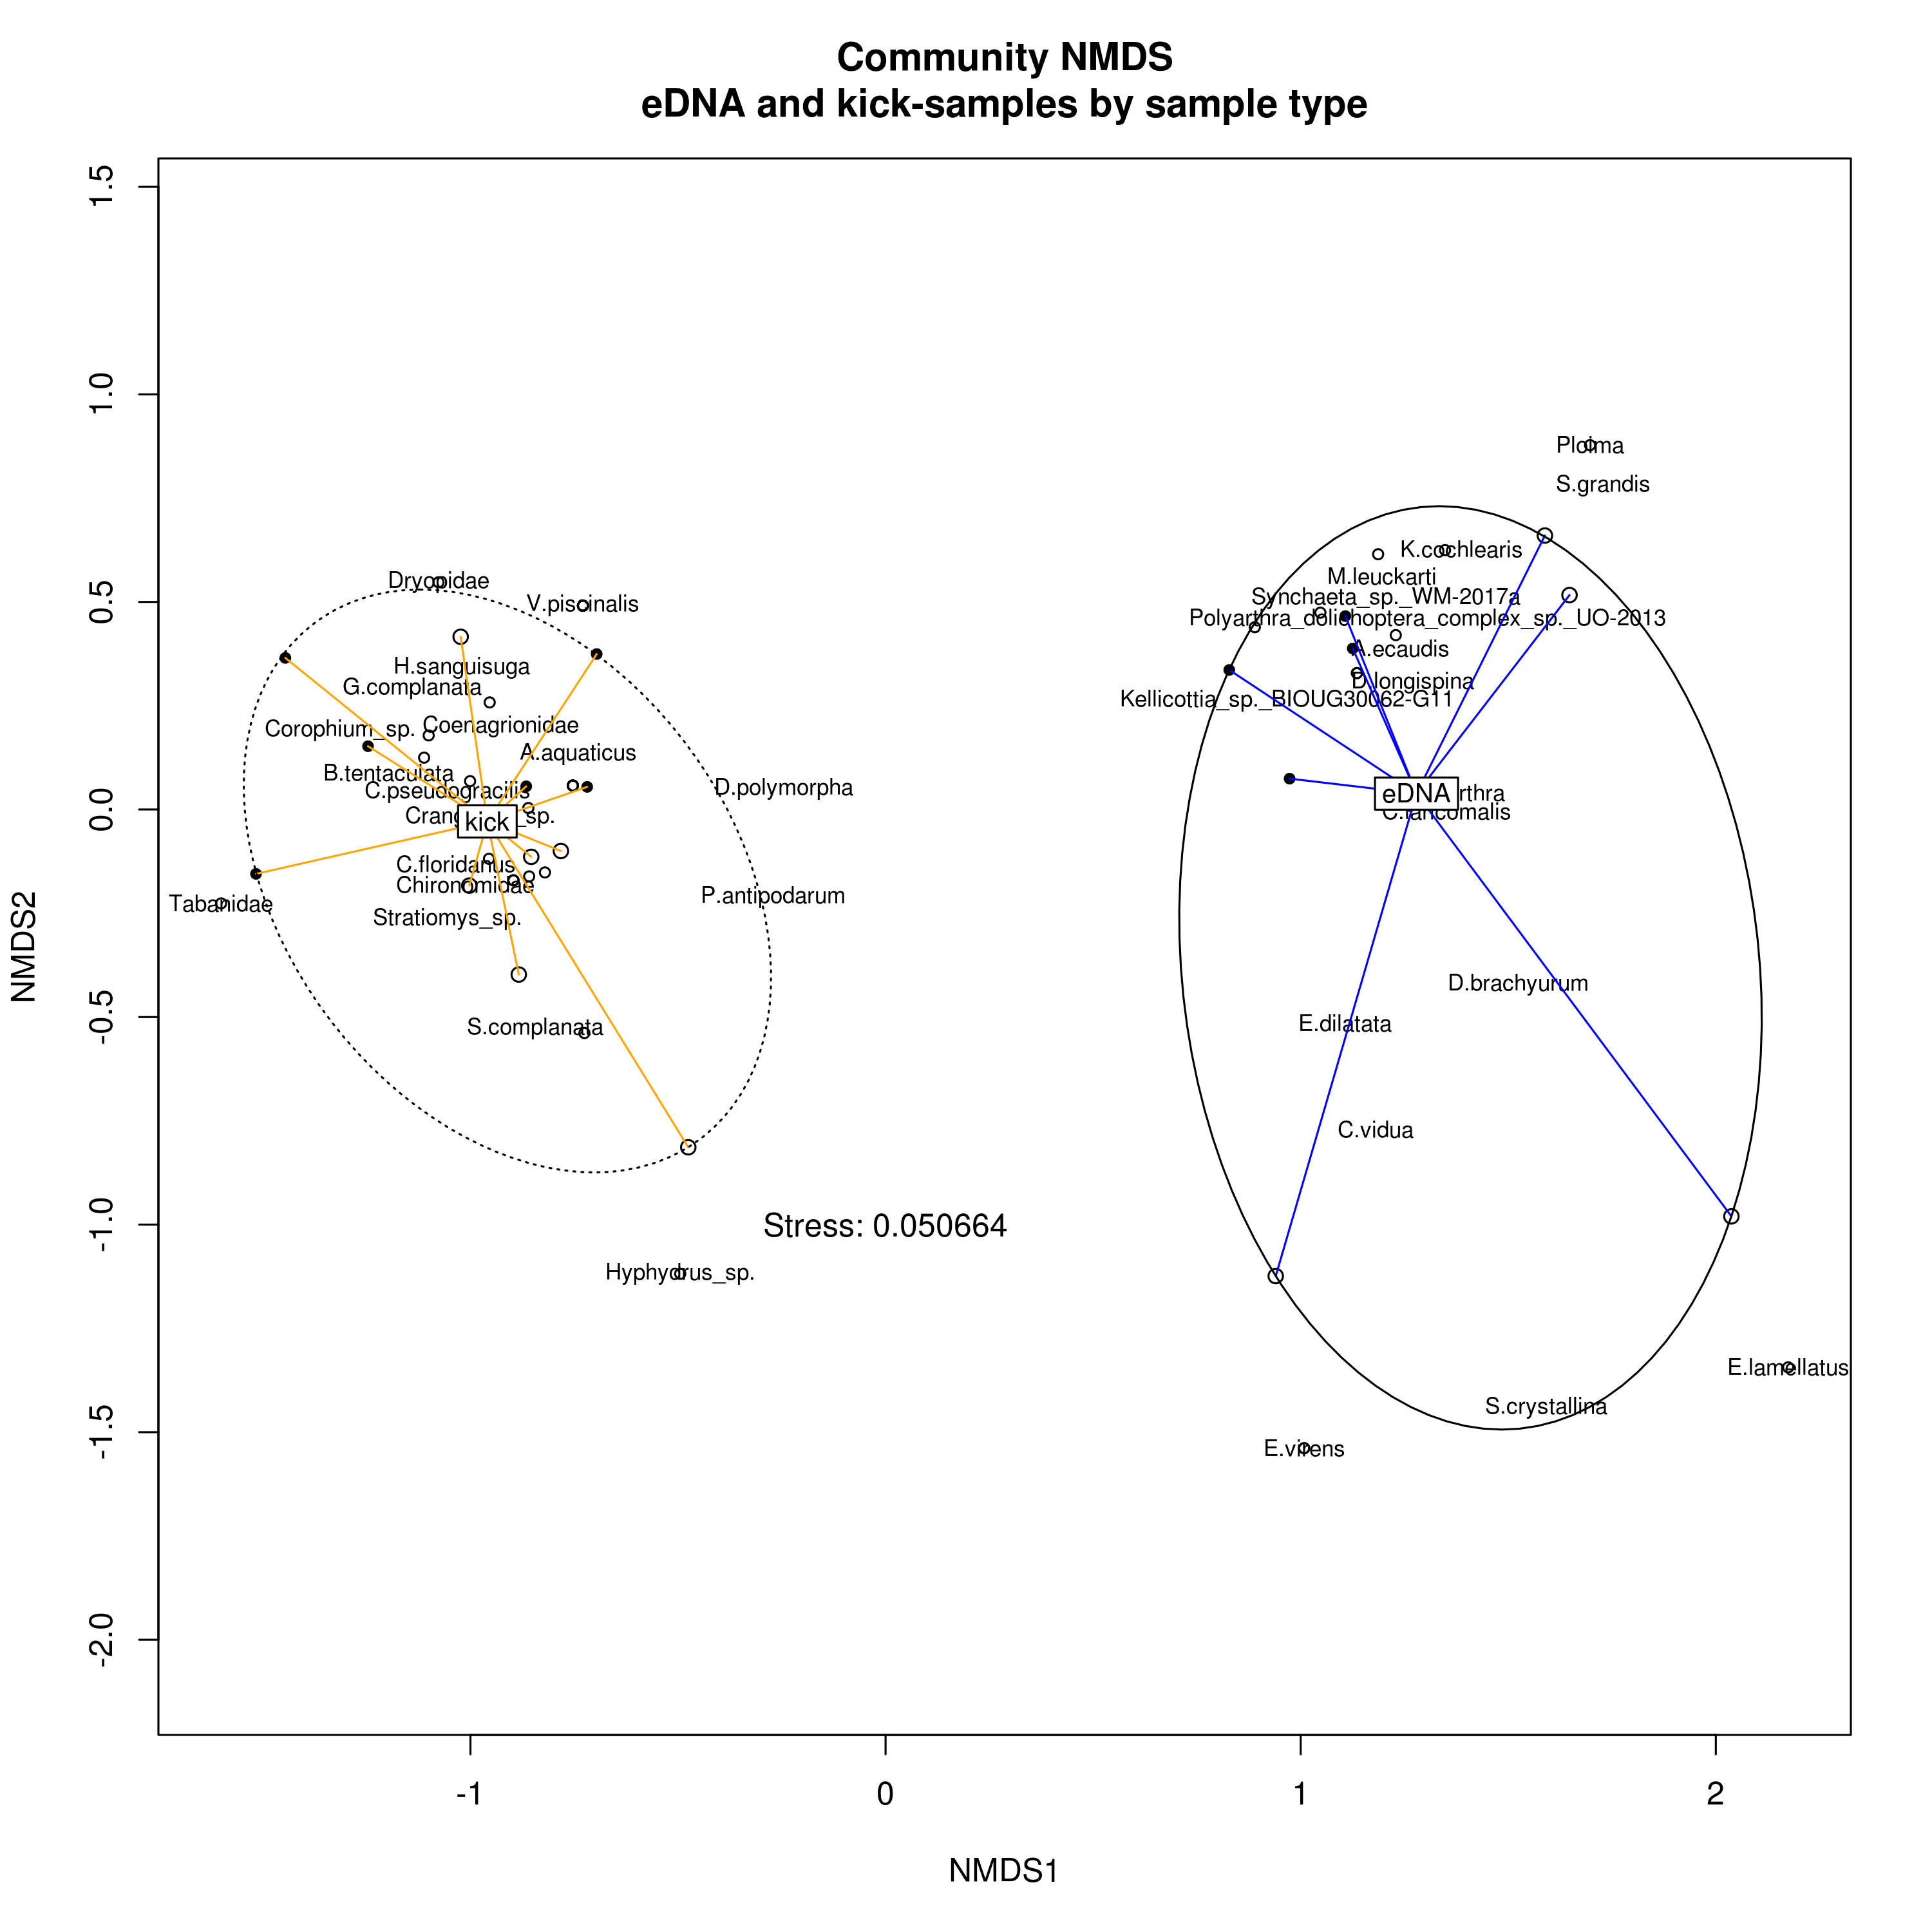 Community NMDS
eDNA and kick-samples by sample type
1.5
1.0
0.5
0.0
-0.5
-1.0
-1.5
-2.0
NMDS2
Ploima
S.grandis
K.cochlearis
M.leuckarti
Synchaeta_sp._WM-2017a
Polyarthra_dolichoptera_complex_sp._UO-2013
A.ecaudis
D.longispina
Kellicottia_sp._BIOUG30062-G11
eDNA
D.brachyurum
E.dilatata
C.vidua
E.lamellatus
S.crystallina
E.virens
Dryopidae
V.piscinalis
H.sanguisuga
G.complanata
Coenagrionidae
Corophium_sp.
A.aquaticus
B.tentaculata
C.pseudogracilis
D.polymorpha
kick
C.floridanus
Chironomidae
P.antipodarum
Tabanidae
Stratiomys_sp.
S.complanata
Stress: 0.050664
Hyphydrus_sp.
-1
0
1
2
NMDS1